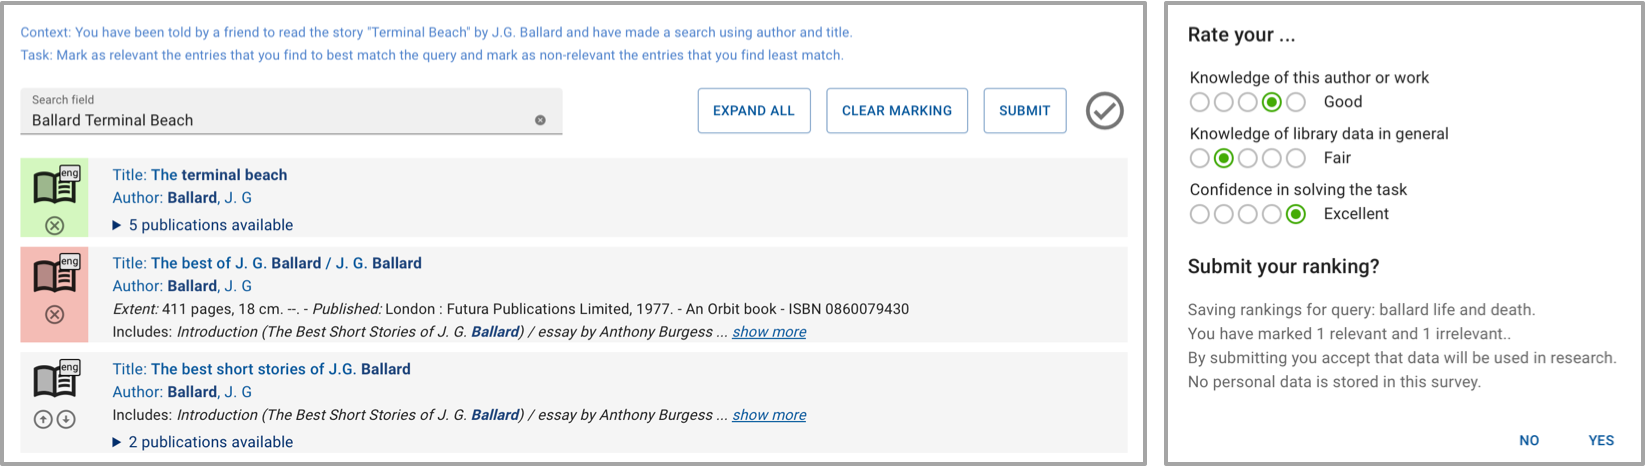 Context: You have been told by a friend to read the story "Terminal Beach" by J.G. Ballard and have made a search using author and title.
Task: Mark as relevant the entries that you find to best match the query and mark as non-relevant the entries that you find least match.
Search field
Ballard Terminal Beach
EXPAND ALL
CLEAR MARKING
SUBMIT
eng
Title: The terminal beach
Author: Ballard, J. G
5 publications available
eng
Title: The best of J. G. Ballard / J. G. Ballard
Author: Ballard, J. G
Extent: 411 pages, 18 cm. --. - Published: London : Futura Publications Limited, 1977. - An Orbit book - ISBN 0860079430
Includes: Introduction (The Best Short Stories of J. G. Ballard) / essay by Anthony Burgess ... show more
eng
Title: The best short stories of J.G. Ballard
Author: Ballard, J. G
Includes: Introduction (The Best Short Stories of J. G. Ballard) / essay by Anthony Burgess ... show more
2 publications available
Rate your ...
Knowledge of this author or work
Good
Knowledge of library data in general
Fair
Confidence in solving the task
Excellent
Submit your ranking?
Saving rankings for query: ballard life and death.
You have marked 1 relevant and 1 irrelevant..
By submitting you accept that data will be used in research.
No personal data is stored in this survey.
NO
YES